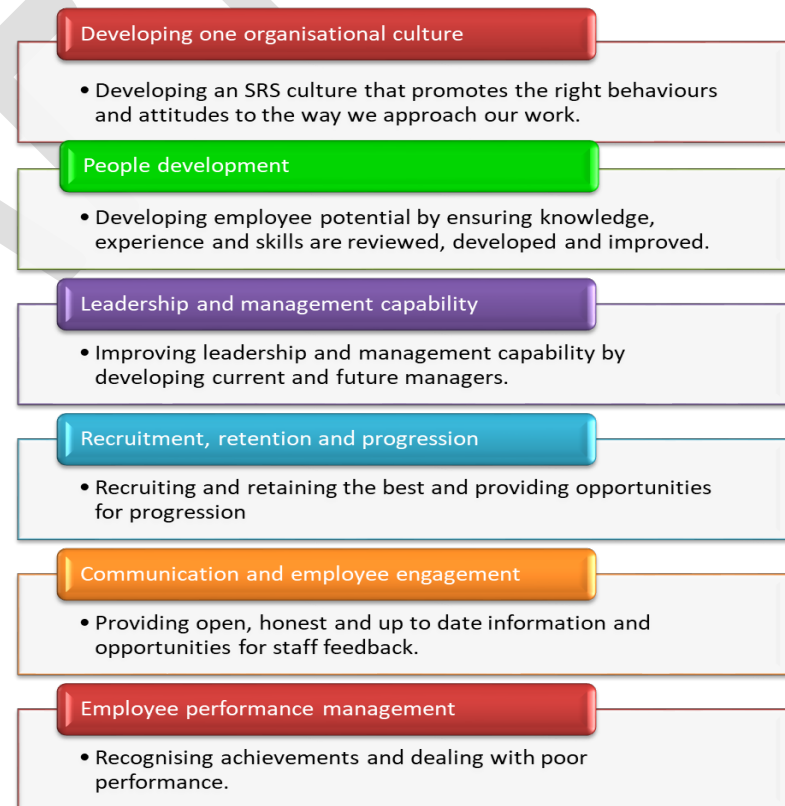 Developing one organisational culture
• Developing an SRS culture that promotes the right behaviours
and attitudes to the way we approach our work.
People development
• Developing employee potential by ensuring knowledge,
experience and skills are reviewed, developed and improved.
Leadership and management capability
• Improving leadership and management capability by
developing current and future managers.
Recruitment, retention and progression
• Recruiting and retaining the best and providing opportunities
for progression
Communication and employee engagement
• Providing open, honest and up to date information and
opportunities for staff feedback.
Employee performance management
• Recognising achievements and dealing with poor
performance.